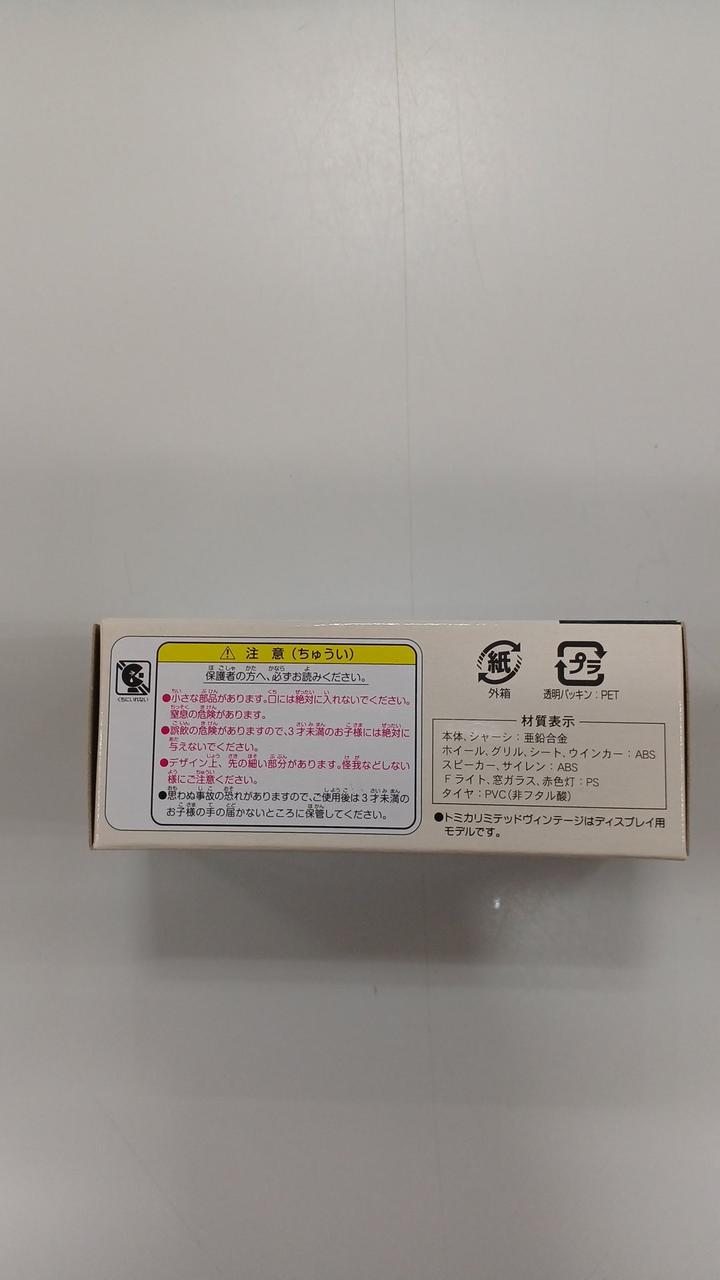 くちにいれない
注 意 (ちゅうい)
保護者の方へ、必ずお読みください。
●小さな部品があります。口には絶対に入れないでください。
窒息の危険があります。
●誤飲の危険がありますので、3才未満のお子様には絶対に
与えないでください。
●デザイン上、先の細い部分があります。怪我などしない
様にご注意ください。
●思わぬ事故の恐れがありますので、ご使用後は3才未満の
お子様の手の届かないところに保管してください。
紙
外箱
プラ
透明パッキン:PET
材質表示
本体、シャーシ:亜鉛合金
ホイール、グリル、シート、ウインカー:ABS
スピーカー、サイレン:ABS
Fライト、窓ガラス、赤色灯:PS
タイヤ:PVC(非フタル酸)
●トミカリミテッドヴィンテージはディスプレイ用
モデルです。